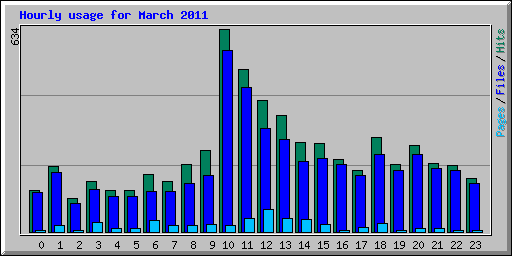 Hourly usage for March 2011
634
Pages/Files/Hits
0 1 2 3 4 5 6 7 8 9 10 11 12 13 14 15 16 17 18 19 20 21 22 23